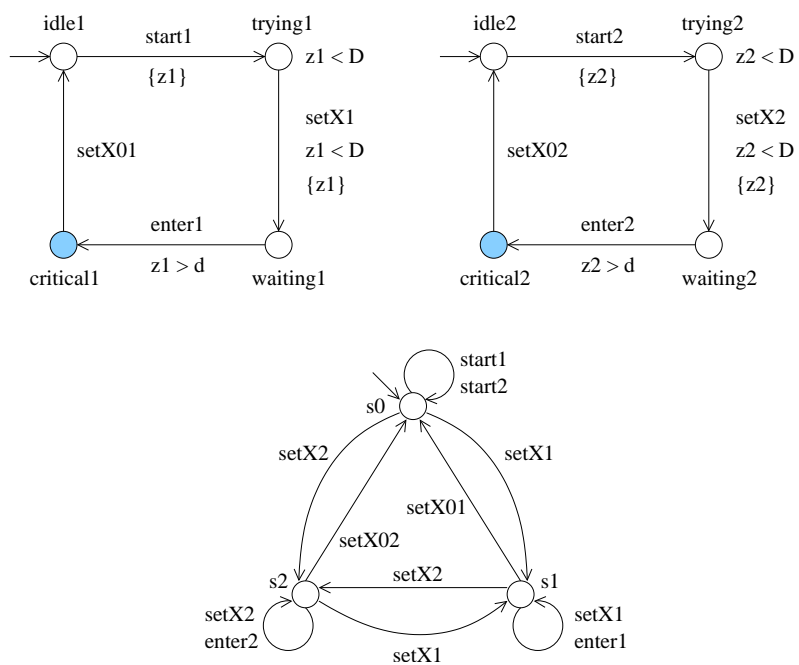 idle1
start1
trying1
{z1}
z1 < D
setX01
setX1
z1 < D
{z1}
enter1
critical1
z1 > d
waiting1
idle2
start2
trying2
{z2}
z2 < D
setX02
setX2
z2 < D
{z2}
enter2
critical2
z2 > d
waiting2
start1
start2
s0
setX2
setX1
setX01
setX02
s2
setX2
s1
setX2
enter2
setX1
enter1
setX1